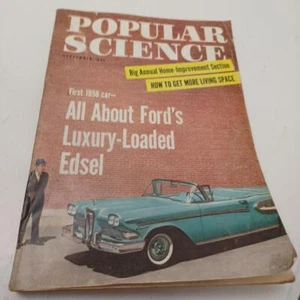 POPULAR
SCIENCE
Big Annual Home-Improvement Section
HOW TO GET MORE LIVING SPACE
First 1958 car—
All About Ford's
Luxury-Loaded
Edsel